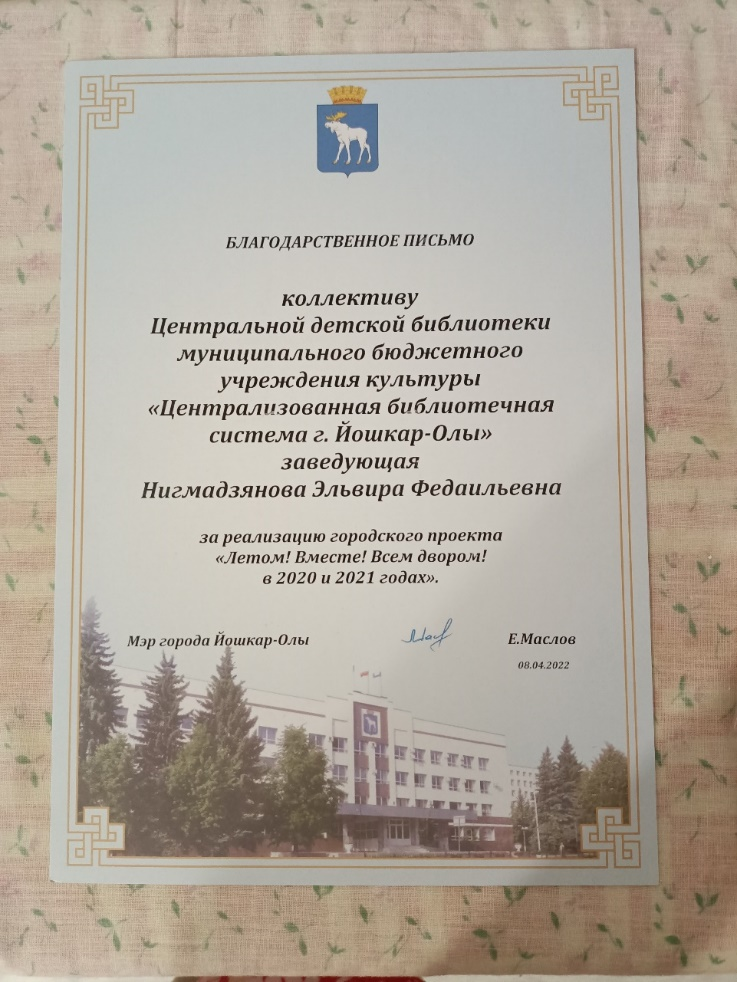 БЛАГОДАРСТВЕННОЕ ПИСЬМО
коллективу
Центральной детской библиотеки
муниципального бюджетного
учреждения культуры
«Централизованная библиотечная
система г. Йошкар-Олы»
заведующая
Нигмадзянова Эльвира Федаильевна
за реализацию городского проекта
«Летом! Вместе! Всем двором!
в 2020 и 2021 годах».
Мэр города Йошкар-Олы Е.Маслов
08.04.2022